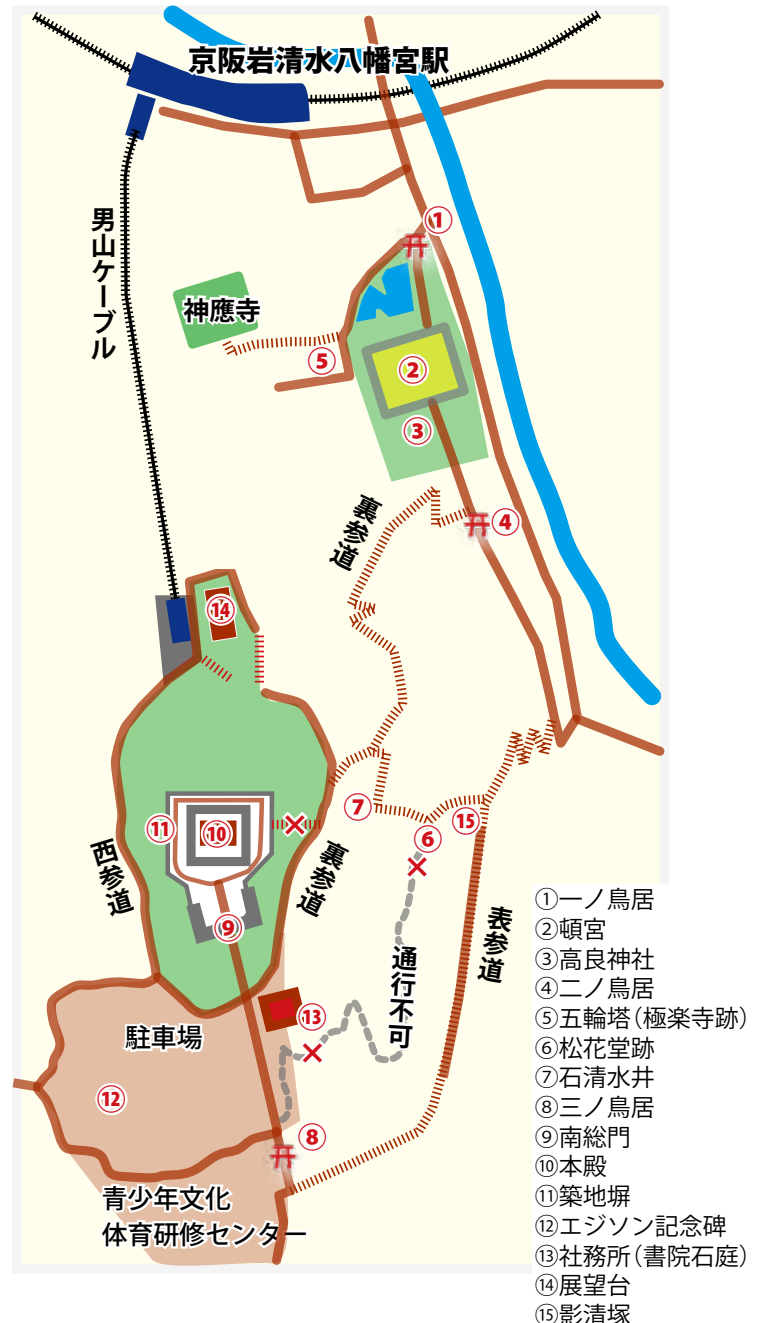 京阪岩清水八幡宮駅
①
男山ケーブル
神應寺
⑤
②
③
裏参道
④
⑭
⑦
⑥
⑮
⑪
⑩
西参道
裏参道
⑨
表参道
通行不可
⑬
駐車場
⑫
⑧
青少年文化
体育研修センター
①一ノ鳥居
②頓宮
③高良神社
④二ノ鳥居
⑤五輪塔(極楽寺跡)
⑥松花堂跡
⑦石清水井
⑧三ノ鳥居
⑨南総門
⑩本殿
⑪築地塀
⑫エジソン記念碑
⑬社務所(書院石庭)
⑭展望台
⑮影清塚